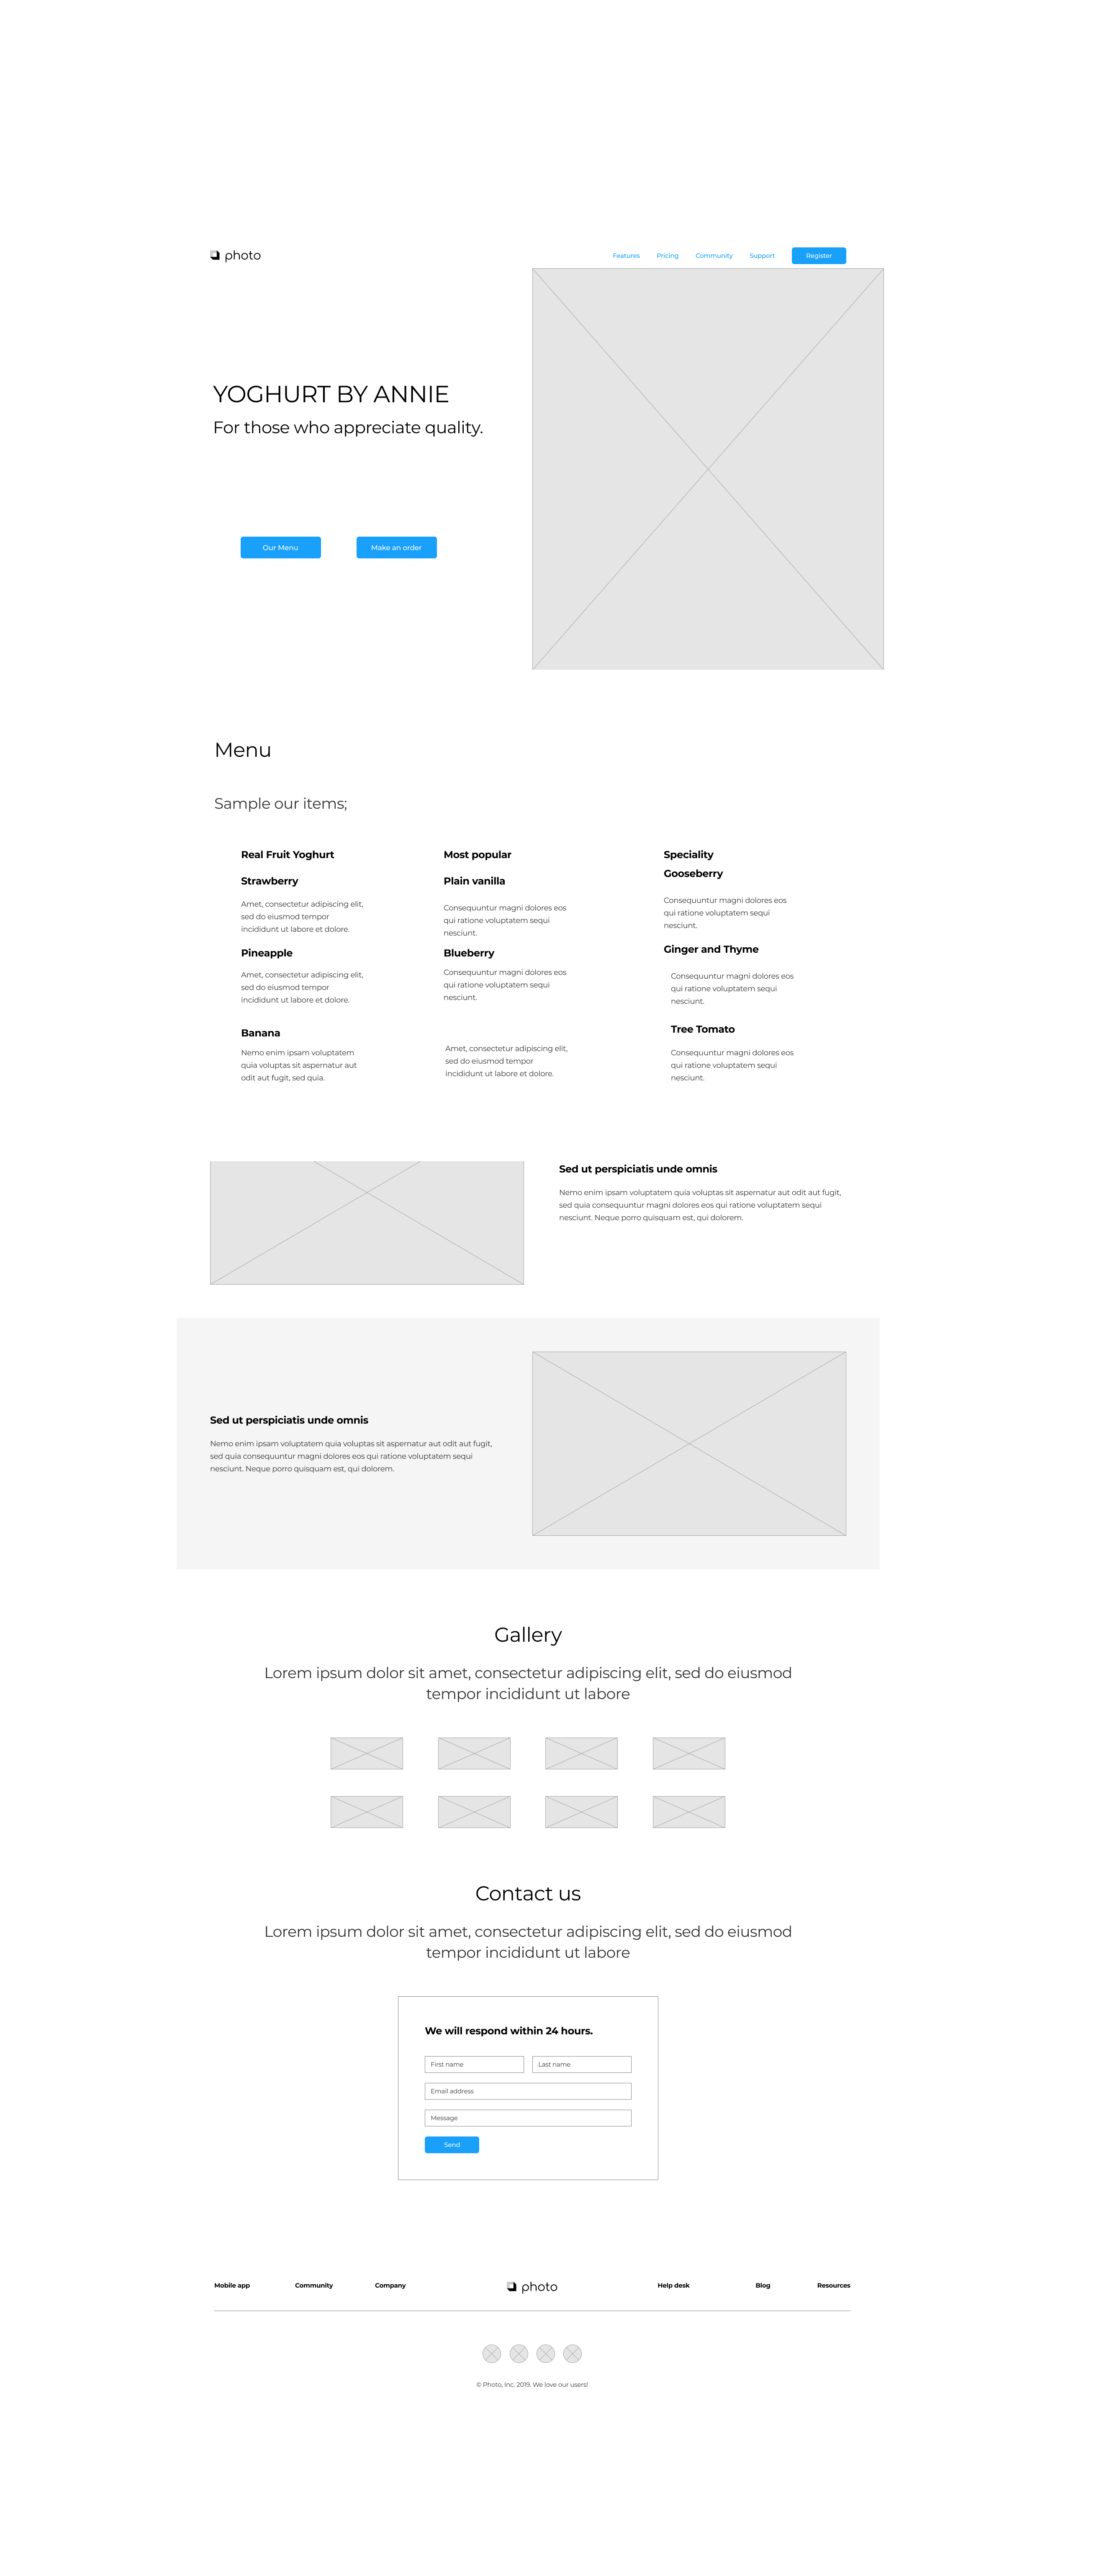 photo
Features Pricing Community Support Register
YOGHURT BY ANNIE
For those who appreciate quality.
Our Menu Make an order
Menu
Sample our items;
Real Fruit Yoghurt
Strawberry
Amet, consectetur adipiscing elit,
sed do eiusmod tempor
incididunt ut labore et dolore.
Pineapple
Amet, consectetur adipiscing elit,
sed do eiusmod tempor
incididunt ut labore et dolore.
Banana
Nemo enim ipsam voluptatem
quia voluptas sit aspernatur aut
odit aut fugit, sed quia.
Most popular
Plain vanilla
Consequuntur magni dolores eos
qui ratione voluptatem sequi
nesciunt.
Blueberry
Consequuntur magni dolores eos
qui ratione voluptatem sequi
nesciunt.
Amet, consectetur adipiscing elit,
sed do eiusmod tempor
incididunt ut labore et dolore.
Speciality
Gooseberry
Consequuntur magni dolores eos
qui ratione voluptatem sequi
nesciunt.
Ginger and Thyme
Consequuntur magni dolores eos
qui ratione voluptatem sequi
nesciunt.
Tree Tomato
Consequuntur magni dolores eos
qui ratione voluptatem sequi
nesciunt.
Sed ut perspiciatis unde omnis
Nemo enim ipsam voluptatem quia voluptas sit aspernatur aut odit aut fugit,
sed quia consequuntur magni dolores eos qui ratione voluptatem sequi
nesciunt. Neque porro quisquam est, qui dolorem.
Sed ut perspiciatis unde omnis
Nemo enim ipsam voluptatem quia voluptas sit aspernatur aut odit aut fugit,
sed quia consequuntur magni dolores eos qui ratione voluptatem sequi
nesciunt. Neque porro quisquam est, qui dolorem.
Gallery
Lorem ipsum dolor sit amet, consectetur adipiscing elit, sed do eiusmod
tempor incididunt ut labore
Contact us
Lorem ipsum dolor sit amet, consectetur adipiscing elit, sed do eiusmod
tempor incididunt ut labore
We will respond within 24 hours.
First name Last name
Email address
Message
Send
Mobile app Community Company photo Help desk Blog Resources
© Photo, Inc. 2019. We love our users!